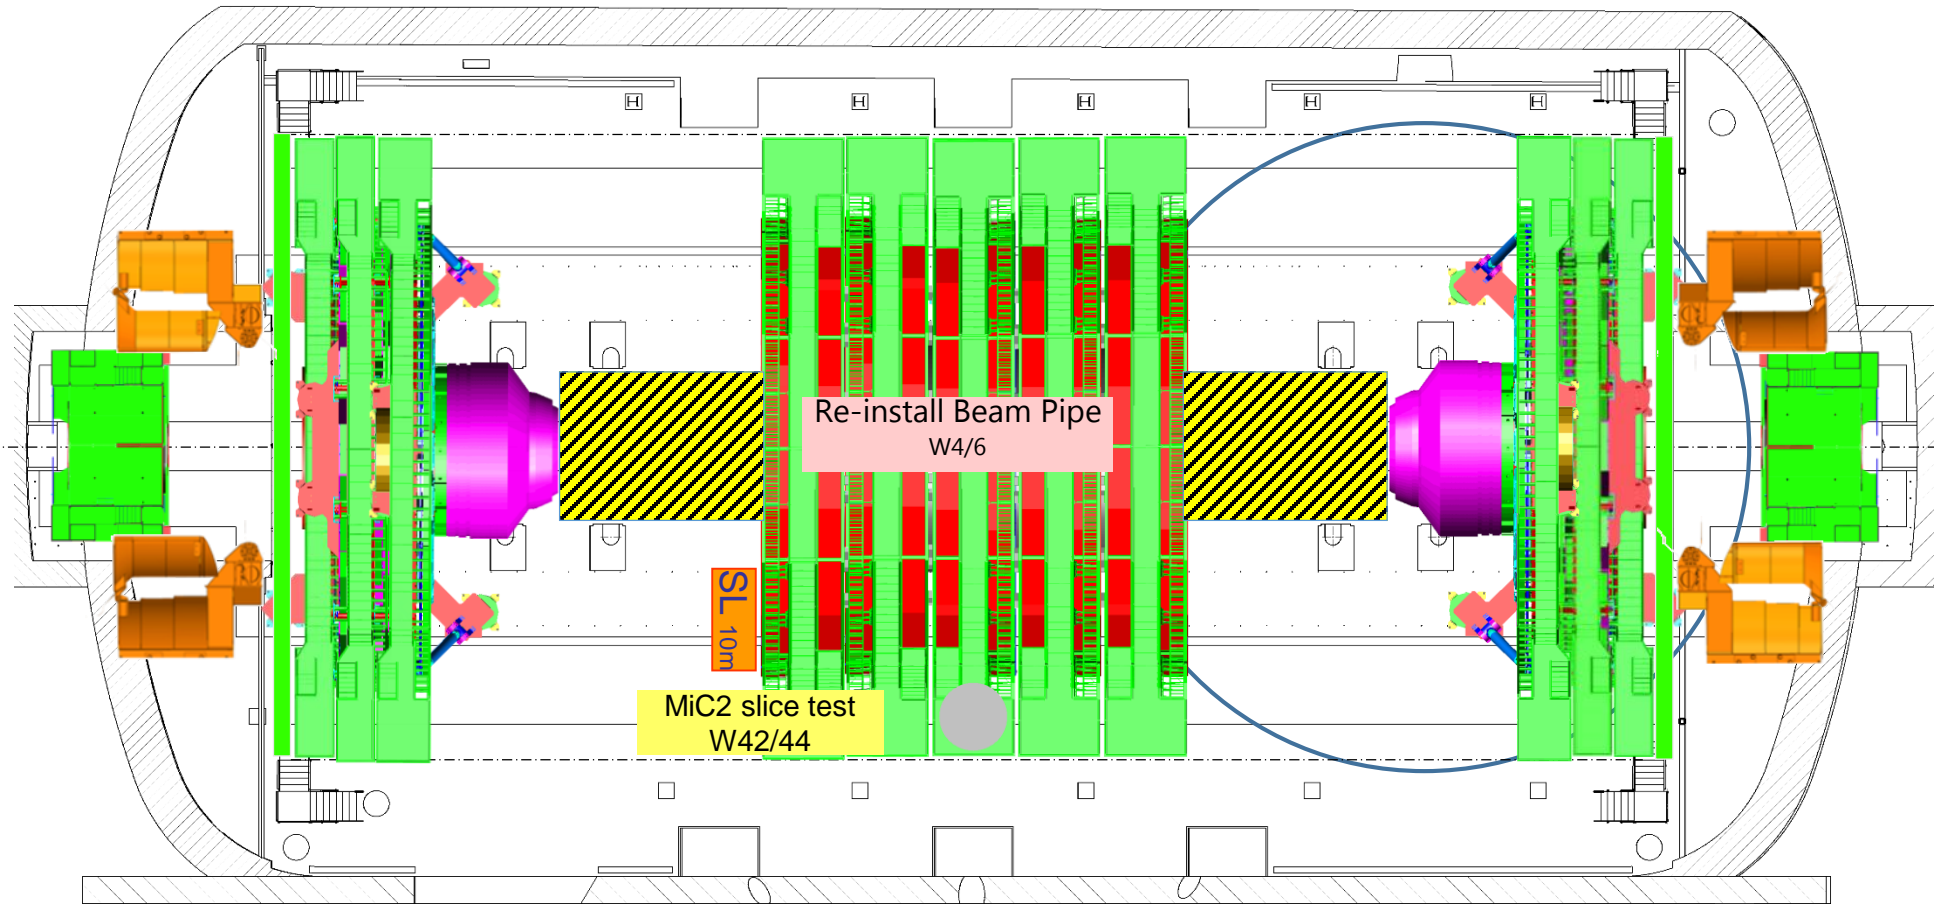 H H H H H
Re-install Beam Pipe
W4/6
SL 10m
MiC2 slice test
W42/44